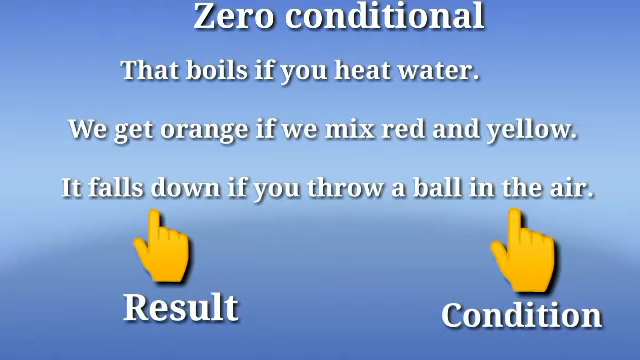 Zero conditional
That boils if you heat water.
We get orange if we mix red and yellow.
It falls down if you throw a ball in the air.
Result
Condition